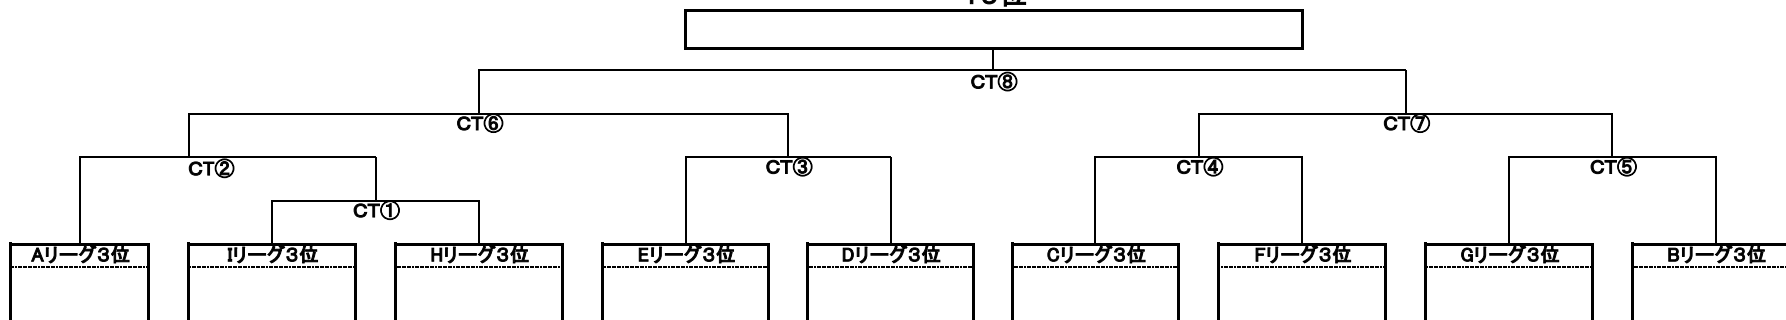 CT⑧
CT⑥
CT⑦
CT②
CT③
CT④
CT⑤
CT①
Aリーグ3位
Iリーグ3位
Hリーグ3位
Eリーグ3位
Dリーグ3位
Cリーグ3位
Fリーグ3位
Gリーグ3位
Bリーグ3位